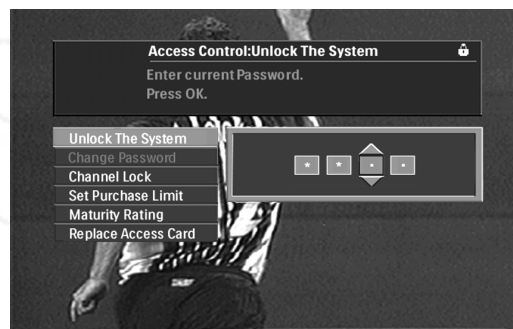 Access Control:Unlock The System
Enter current Password.
Press OK.
Unlock The System
Change Password
Channel Lock
Set Purchase Limit
Maturity Rating
Replace Access Card
* * · ·